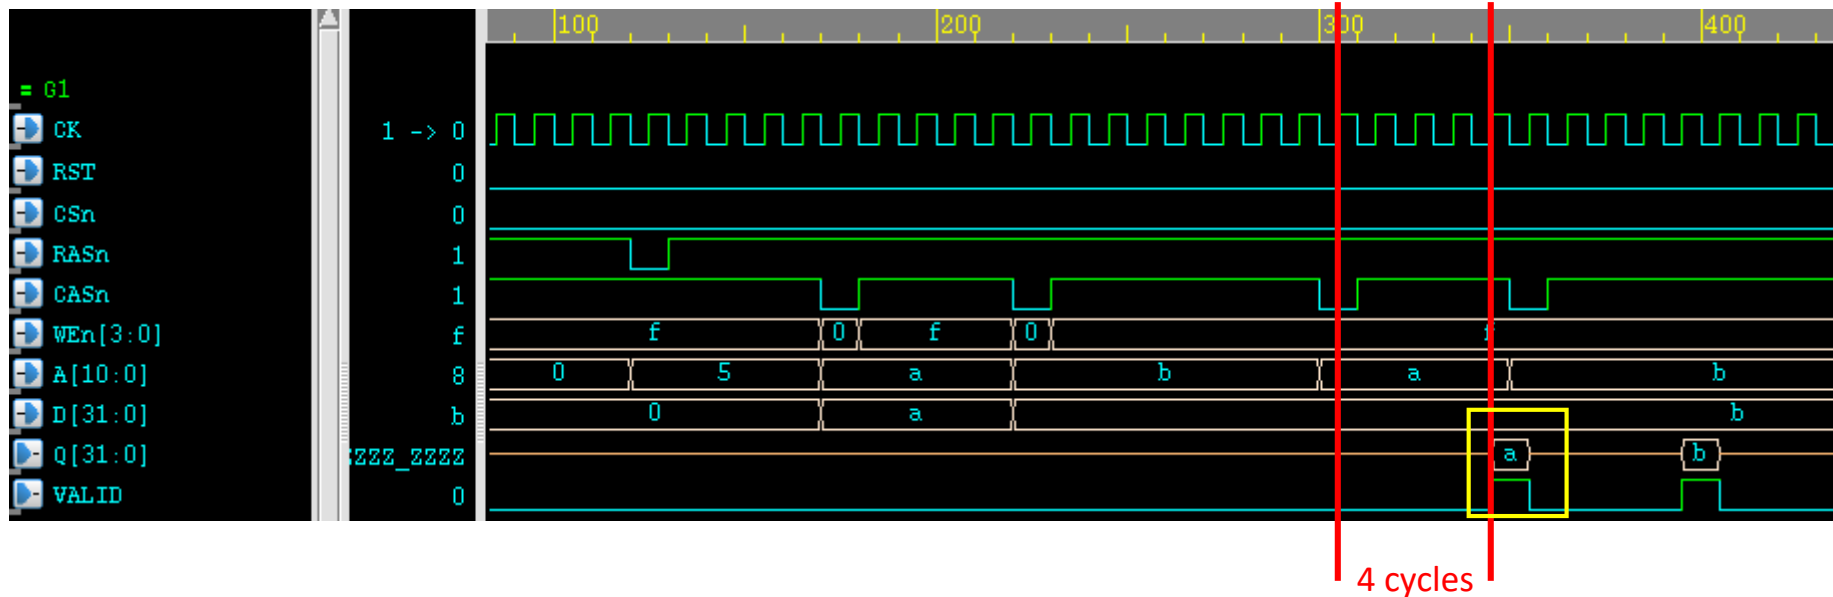 100 200 300 400
= G1
CK 1 -> 0
RST 0
CSn 0
RASn 1
CASn 1
WEn[3:0] f f 0 f 0 f
A[10:0] 8 0 5 a b a b
D[31:0] b 0 a b
Q[31:0] ZZZZ_ZZZZ a b
VALID 0
4 cycles